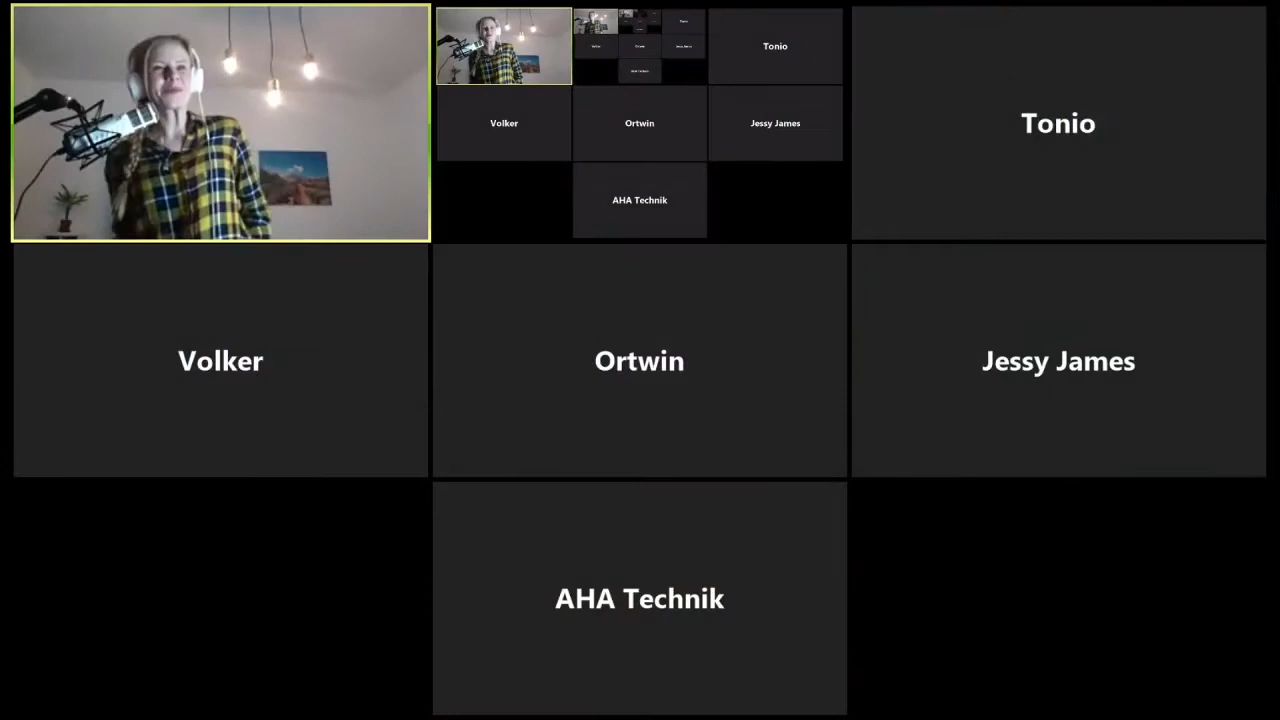 Tonio
Volker
Ortwin
Jessy James
AHA Technik
Tonio
Volker
Ortwin
Jessy James
AHA Technik